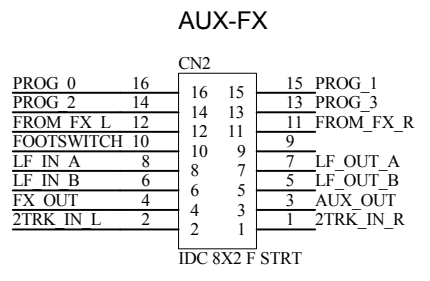 AUX-FX
CN2
PROG_0 16 16 15 15 PROG_1
PROG_2 14 14 13 13 PROG_3
FROM_FX_L 12 12 11 11 FROM_FX_R
FOOTSWITCH 10 10 9 9
LF_IN_A 8 8 7 7 LF_OUT_A
LF_IN_B 6 6 5 5 LF_OUT_B
FX_OUT 4 4 3 3 AUX_OUT
2TRK_IN_L 2 2 1 1 2TRK_IN_R
IDC 8X2 F STRT